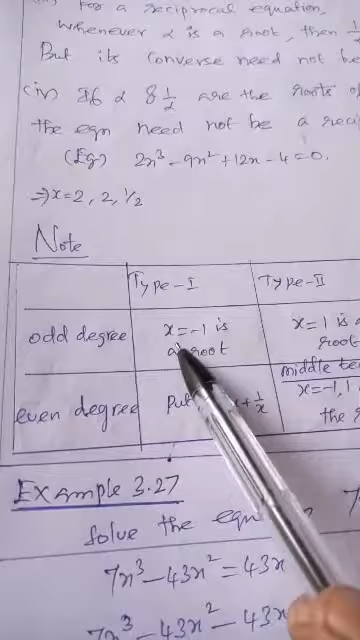 For a reciprocal equation,
Whenever α is a root, then
But its converse need not be
(iv) If α & 1/α are the roots of
the eqn need not be a
(Eg) 2x³ - 9x² + 12x - 4 = 0.
⇒ x = 2, 2, 1/2
Note
Type-I Type-II
odd degree x = -1 is a root x = 1 is root
even degree Put x + 1/x middle x = -1, 1 the
Example 3.27
Solve the eqn
7x³ - 43x² = 43x
7x³ - 43x² - 43x